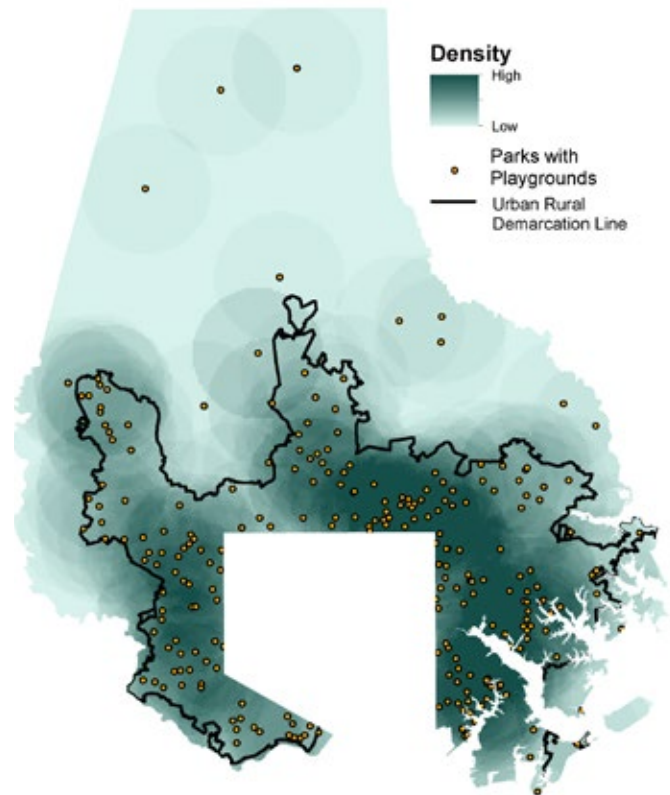 Density
High
Low
Parks with
Playgrounds
Urban Rural
Demarcation Line